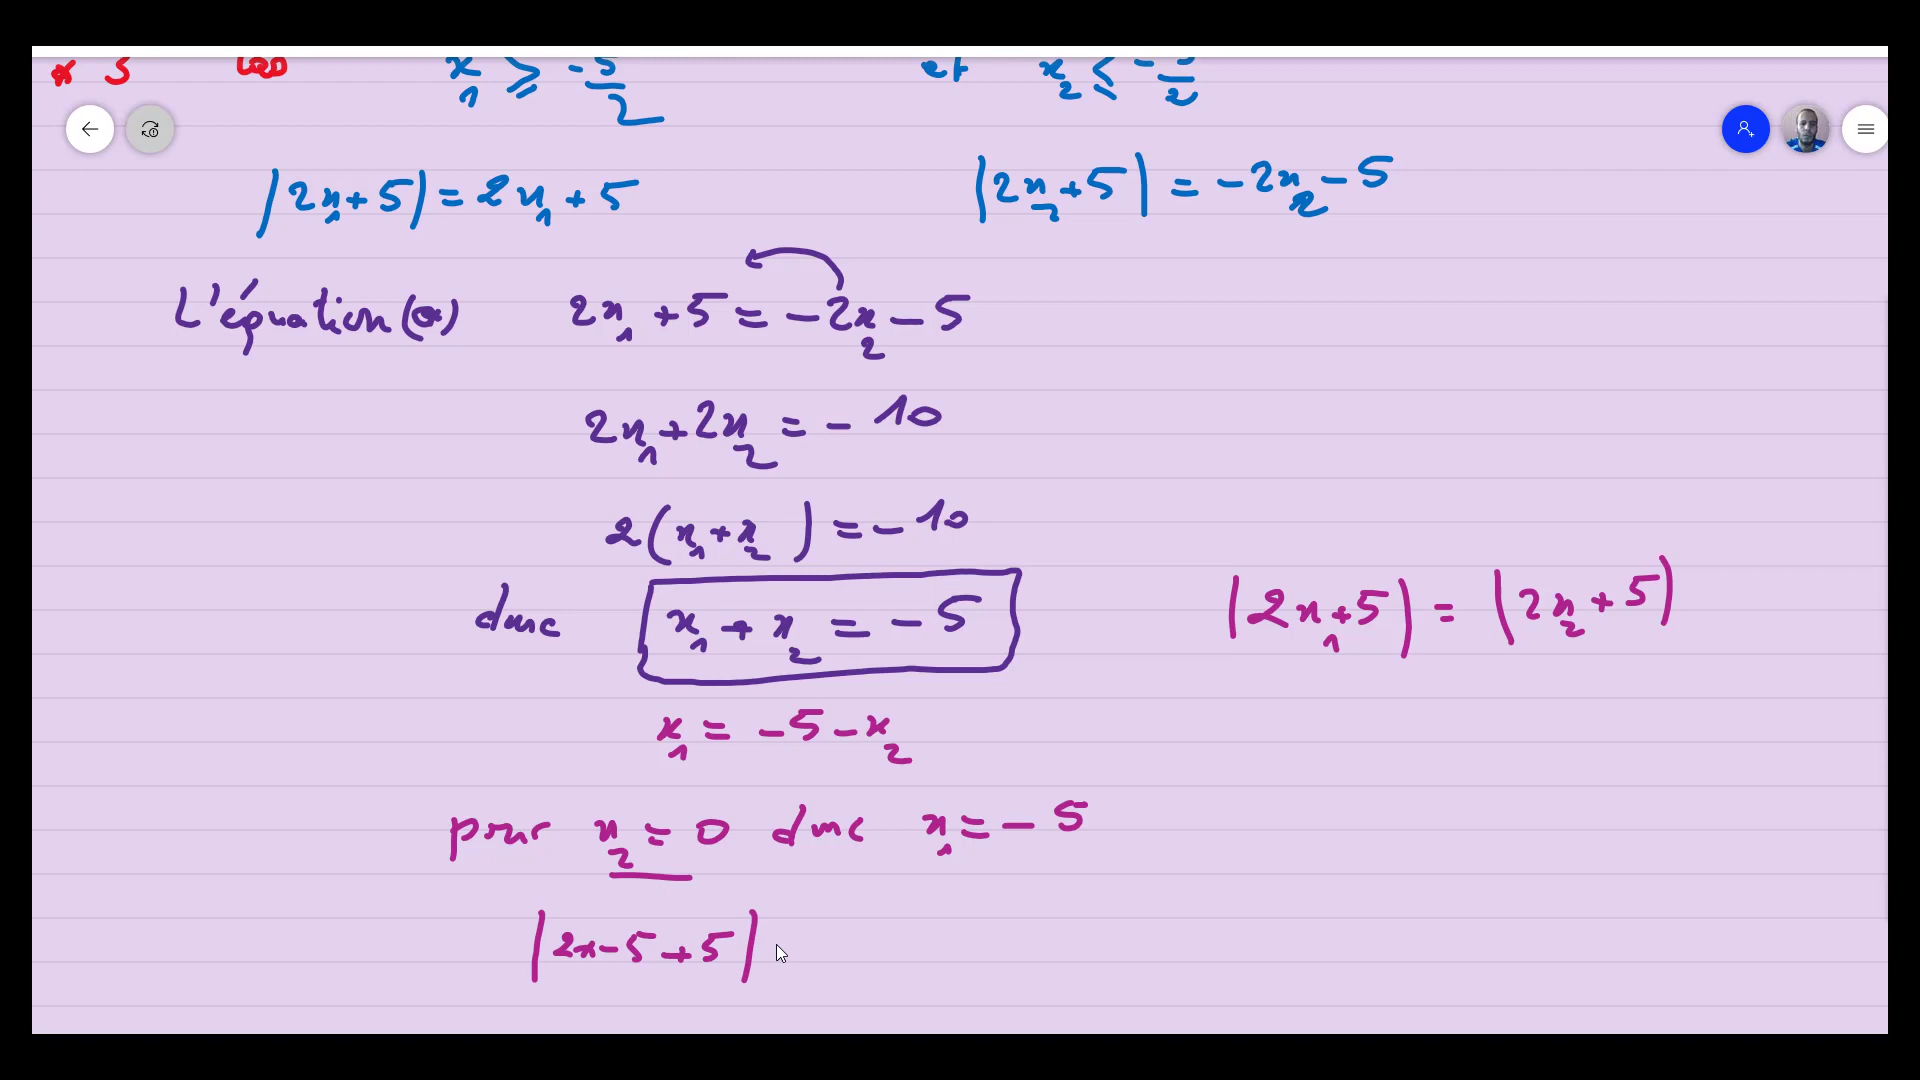 * 3 cas x₁ ⩾ -5/2 et x₂ ⩽ -5/2
|2x₁+5| = 2x₁+5 |2x₂+5| = -2x₂-5
L'équation (*) 2x₁+5 = -2x₂-5
2x₁+2x₂ = -10
2(x₁+x₂) = -10
donc x₁+x₂ = -5 |2x₁+5| = |2x₂+5|
x₁ = -5-x₂
pour x₂ = 0 donc x₁ = -5
|2x-5+5|